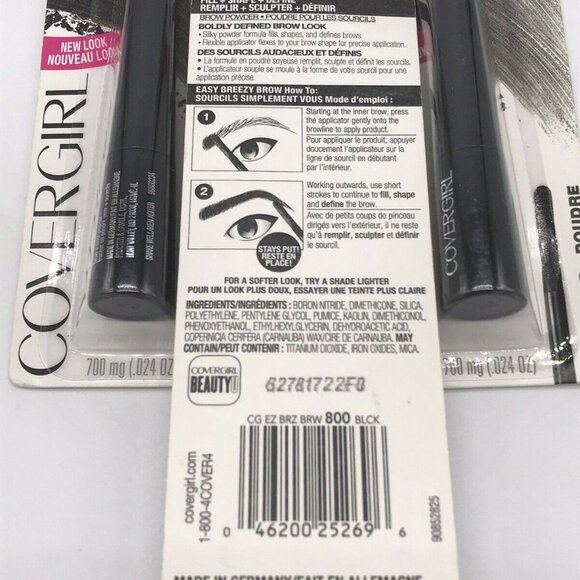 FILL + SHAPE + DEFINE
REMPLIR + SCULPTER + DÉFINIR
BROW POWDER • POUDRE POUR LES SOURCILS
BOLDLY DEFINED BROW LOOK
• Silky powder formula fills, shapes, and defines brows.
• Flexible applicator flexes to your brow shape for precise application.
DES SOURCILS AUDACIEUX ET DÉFINIS
• La formule en poudre soyeuse remplit, sculpte et définit les sourcils.
• L'applicateur souple se moule à la forme de votre sourcil pour une
application précise.
EASY BREEZY BROW How To:
SOURCILS SIMPLEMENT VOUS Mode d'emploi :
1
Starting at the inner brow, press
the applicator gently onto the
browline to apply product.
Pour appliquer le produit, appuyer
doucement l'applicateur sur la
ligne de sourcil en débutant
par l'intérieur.
2
Working outwards, use short
strokes to continue to fill, shape
and define the brow.
Avec de petits coups de pinceau
dirigés vers l'extérieur, il ne reste
qu'à remplir, sculpter et définir
le sourcil.
STAYS PUT!
RESTE EN
PLACE!
FOR A SOFTER LOOK, TRY A SHADE LIGHTER
POUR UN LOOK PLUS DOUX, ESSAYER UNE TEINTE PLUS CLAIRE
INGREDIENTS/INGRÉDIENTS : BORON NITRIDE, DIMETHICONE, SILICA,
POLYETHYLENE, PENTYLENE GLYCOL, PUMICE, KAOLIN, DIMETHICONOL,
PHENOXYETHANOL, ETHYLHEXYLGLYCERIN, DEHYDROACETIC ACID,
COPERNICIA CERIFERA (CARNAUBA) WAX/CIRE DE CARNAUBA. MAY
CONTAIN/PEUT CONTENIR : TITANIUM DIOXIDE, IRON OXIDES, MICA.
COVERGIRL
BEAUTYU
62781722F0
CG EZ BRZ BRW 800 BLCK
covergirl.com
1-800-4COVER4
0 46200 25269 6
90852825
MADE IN GERMANY/FAIT EN ALLEMAGNE
NEW LOOK
NOUVEAU LOOK
COVERGIRL
700 mg (.024 OZ)
COVERGIRL
700 mg (.024 OZ)
POUDRE